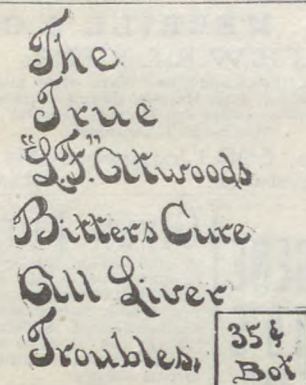 The
True
"L.F." Atwoods
Bitters Cure
All Liver
Troubles.
35¢
Bot